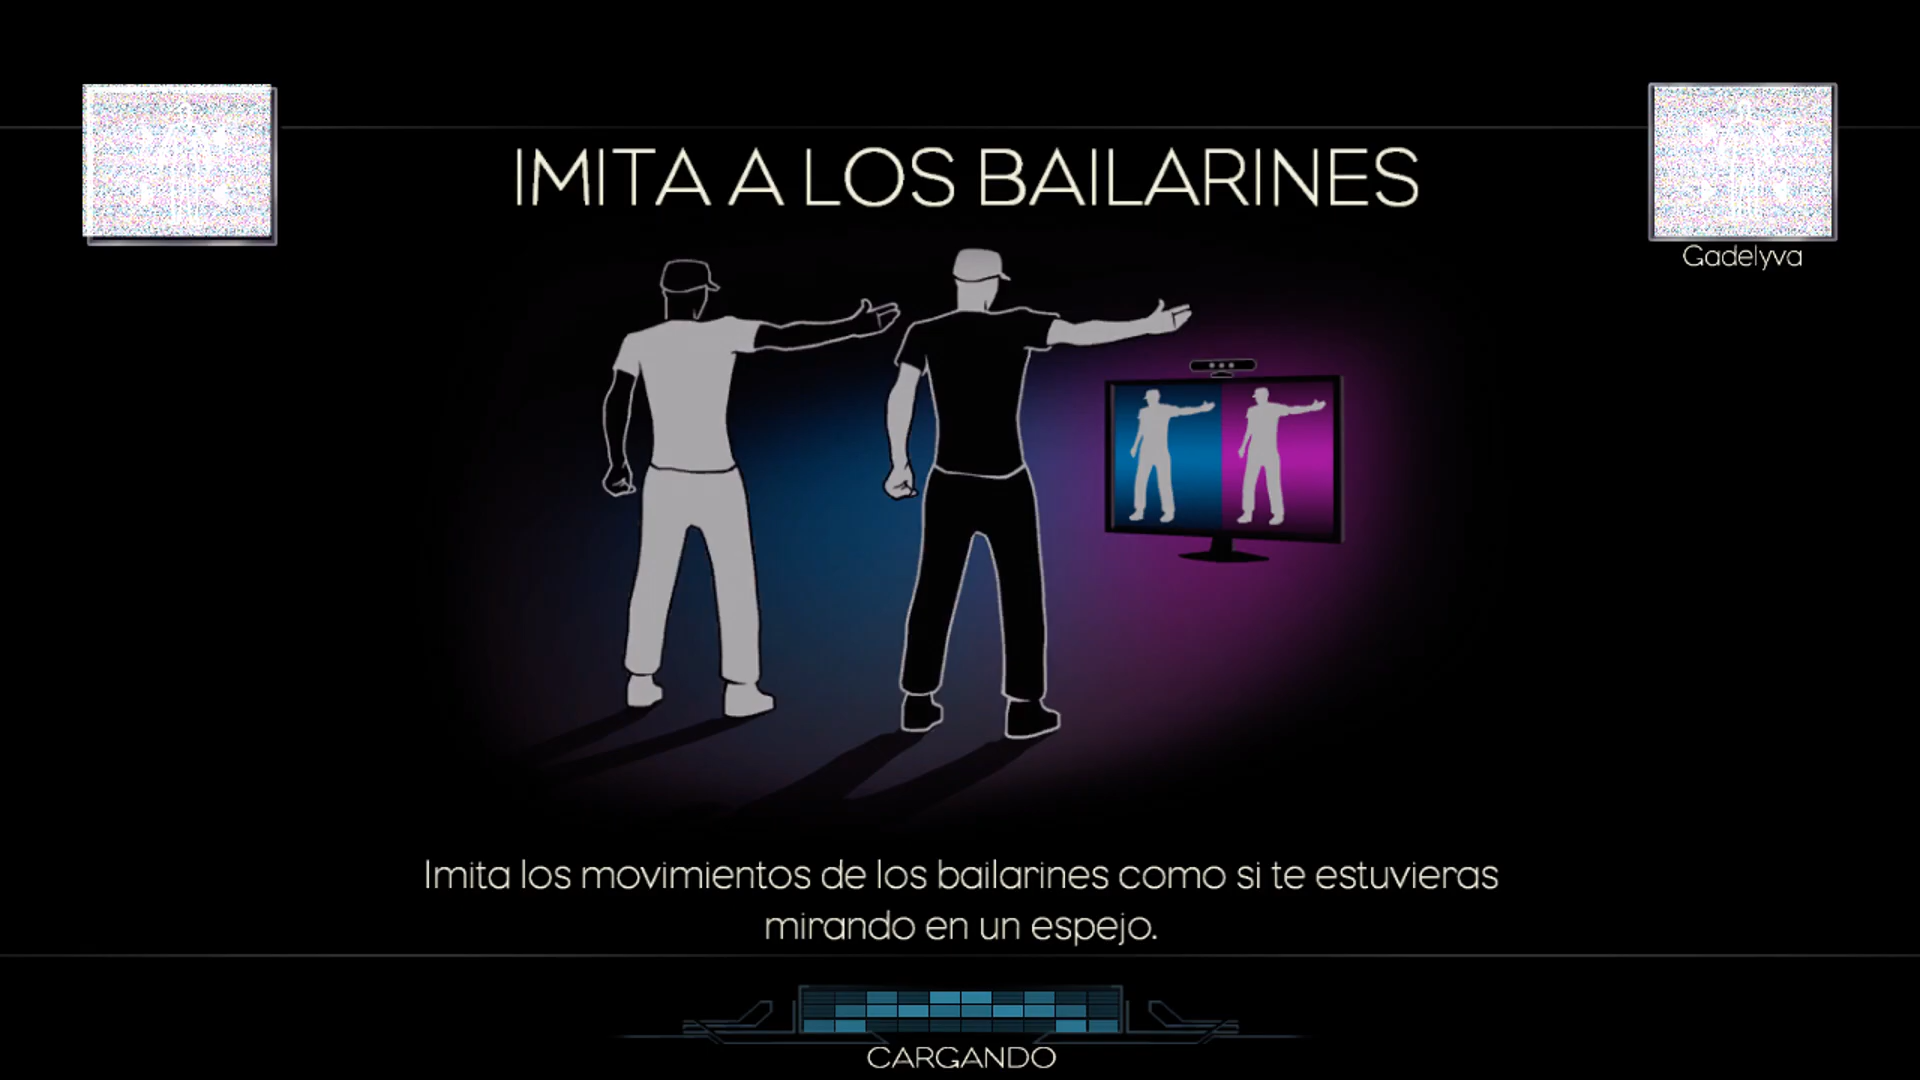 IMITA A LOS BAILARINES
Gadelyva
Imita los movimientos de los bailarines como si te estuvieras
mirando en un espejo.
CARGANDO